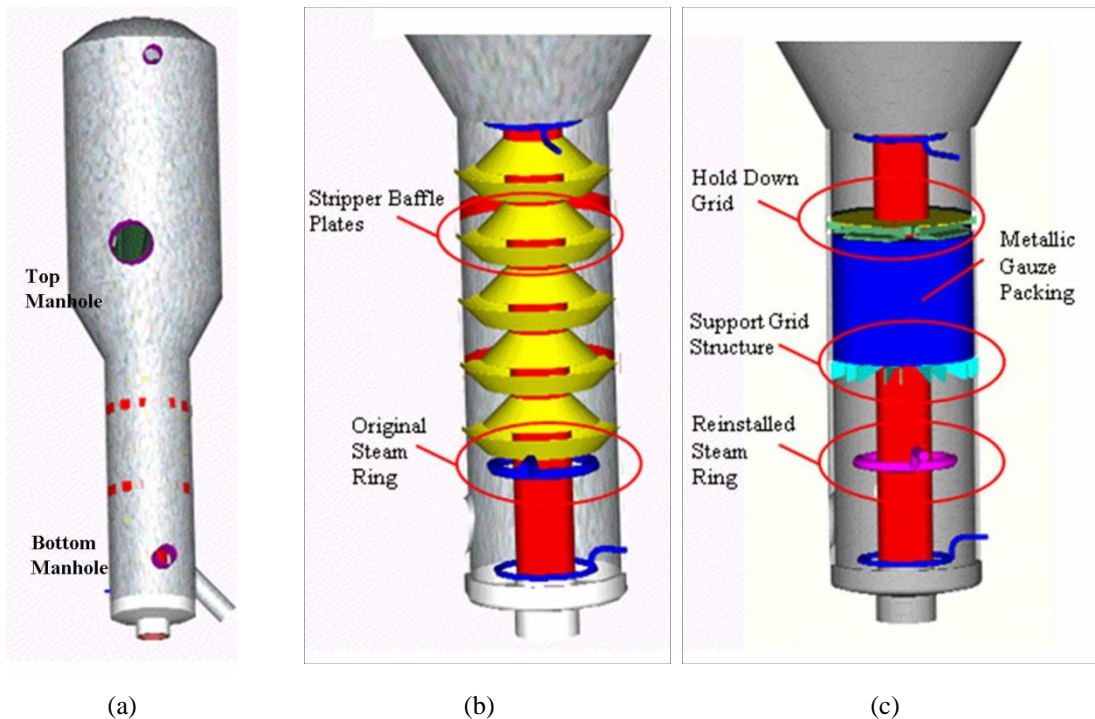 Top
Manhole
Bottom
Manhole
Stripper Baffle
Plates
Original
Steam
Ring
Hold Down
Grid
Metallic
Gauze
Packing
Support Grid
Structure
Reinstalled
Steam
Ring
(a)
(b)
(c)